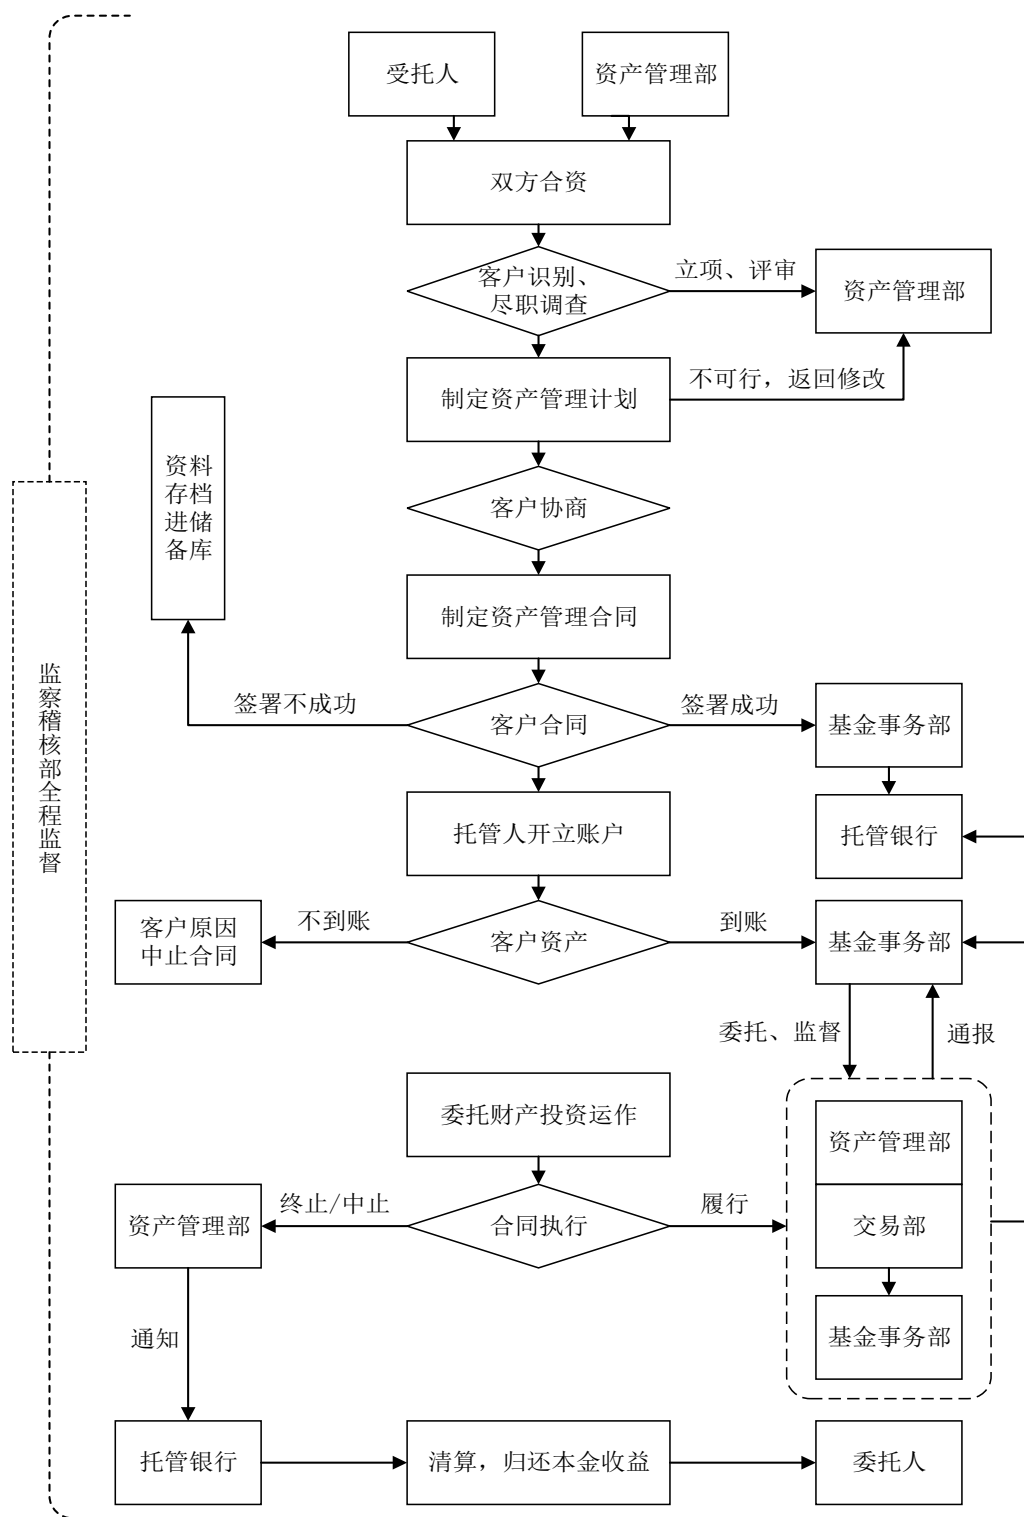 受托人
资产管理部
双方合资
客户识别、
尽职调查
立项、评审
资产管理部
制定资产管理计划
不可行，返回修改
资料
存档
进储
备库
客户协商
制定资产管理合同
监察稽核部全程监督
签署不成功
客户合同
签署成功
基金事务部
托管人开立账户
托管银行
客户原因
中止合同
不到账
客户资产
到账
基金事务部
委托、监督
通报
委托财产投资运作
资产管理部
资产管理部
终止/中止
合同执行
履行
交易部
通知
基金事务部
托管银行
清算，归还本金收益
委托人